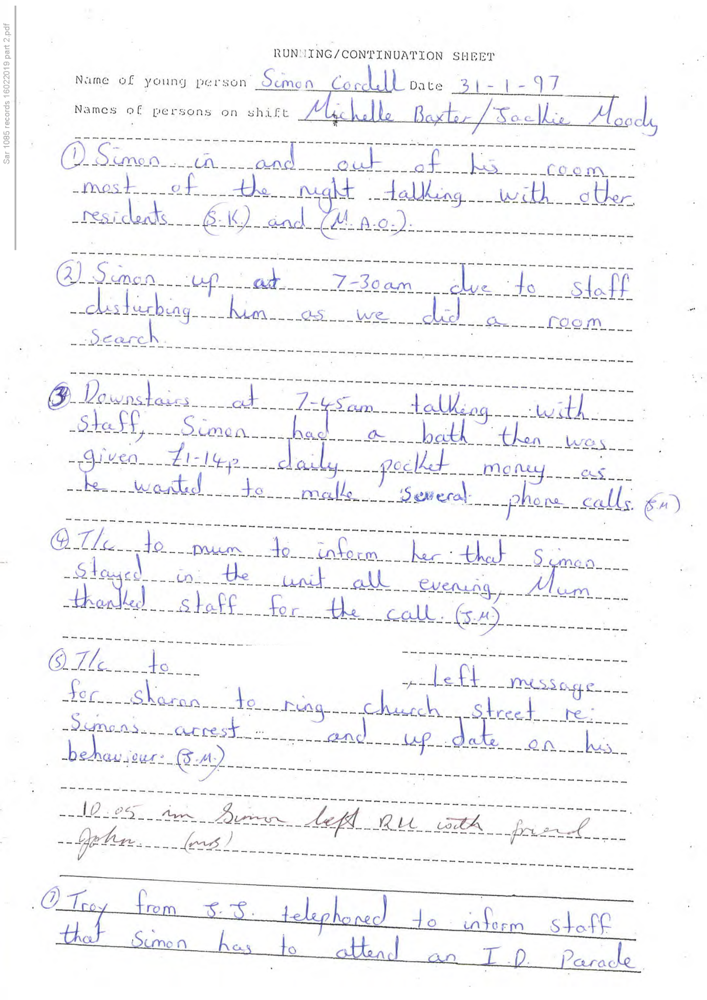 Sar 1085 records 16022019 part 2.pdf
RUNNING/CONTINUATION SHEET
Name of young person Simon Cordell Date 31-1-97
Names of persons on shift Michelle Baxter/Jackie Moody
① Simon in and out of his room
most of the night talking with other
residents (S.K.) and (M.A.O.).
② Simon up at 7-30am due to staff
disturbing him as we did a room
search.
③ Downstairs at 7-45am talking with
staff, Simon had a bath then was
given £1-14p daily pocket money as
he wanted to make several phone calls. (J.M)
④ T/c to mum to inform her that Simon
stayed in the unit all evening, Mum
thanked staff for the call. (J.M.)
⑤ T/c to , left message
for sharon to ring church street re:
Simons arrest and up date on his
behaviour. (J.M.)
10.05 Simon left RU with friend
John. (MB)
⑦ Troy from J.J. telephoned to inform staff
that Simon has to attend an I.D. Parade